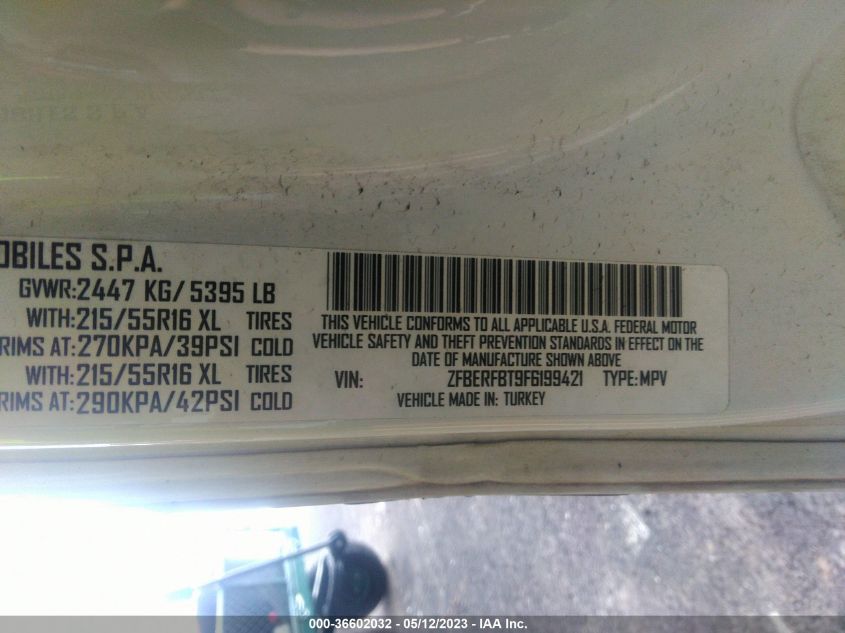 OBILES S.P.A.
GVWR: 2447 KG/ 5395 LB
WITH: 215/55R16 XL TIRES
RIMS AT: 270KPA/39PSI COLD
WITH: 215/55R16 XL TIRES
RIMS AT: 290KPA/42PSI COLD
THIS VEHICLE CONFORMS TO ALL APPLICABLE U.S.A. FEDERAL MOTOR
VEHICLE SAFETY AND THEFT PREVENTION STANDARDS IN EFFECT ON THE
DATE OF MANUFACTURE SHOWN ABOVE
VIN: ZFBERFBT9F6199421 TYPE: MPV
VEHICLE MADE IN: TURKEY
000-36602032 - 05/12/2023 - IAA Inc.